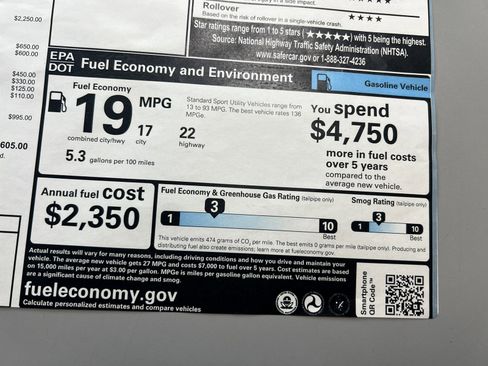 injury in a side impact.
Rollover
Based on the risk of rollover in a single-vehicle crash.
★★★★
Star ratings range from 1 to 5 stars (★★★★★) with 5 being the highest.
Source: National Highway Traffic Safety Administration (NHTSA).
www.safercar.gov or 1-888-327-4236
$2,250.00
$650.00
$600.00
$450.00
$330.00
$125.00
$110.00
$995.00
605.00
EPA
DOT
Fuel Economy and Environment
Gasoline Vehicle
Fuel Economy
19 MPG
combined city/hwy
17
city
22
highway
5.3 gallons per 100 miles
Standard Sport Utility Vehicles range from
13 to 93 MPG. The best vehicle rates 136
MPGe.
You Spend
$4,750
more in fuel costs
over 5 years
compared to the
average new vehicle.
Annual fuel cost
$2,350
Fuel Economy & Greenhouse Gas Rating (tailpipe only)
1
3
10
Best
Smog Rating (tailpipe only)
1
3
10
Best
This vehicle emits 474 grams of CO₂ per mile. The best emits 0 grams per mile (tailpipe only). Producing and
distributing fuel also create emissions; learn more at fueleconomy.gov.
Actual results will vary for many reasons, including driving conditions and how you drive and maintain your
vehicle. The average new vehicle gets 27 MPG and costs $7,000 to fuel over 5 years. Cost estimates are based
on 15,000 miles per year at $3.00 per gallon. MPGe is miles per gasoline gallon equivalent. Vehicle emissions
are a significant cause of climate change and smog.
fueleconomy.gov
Calculate personalized estimates and compare vehicles
Smartphone
QR Code™